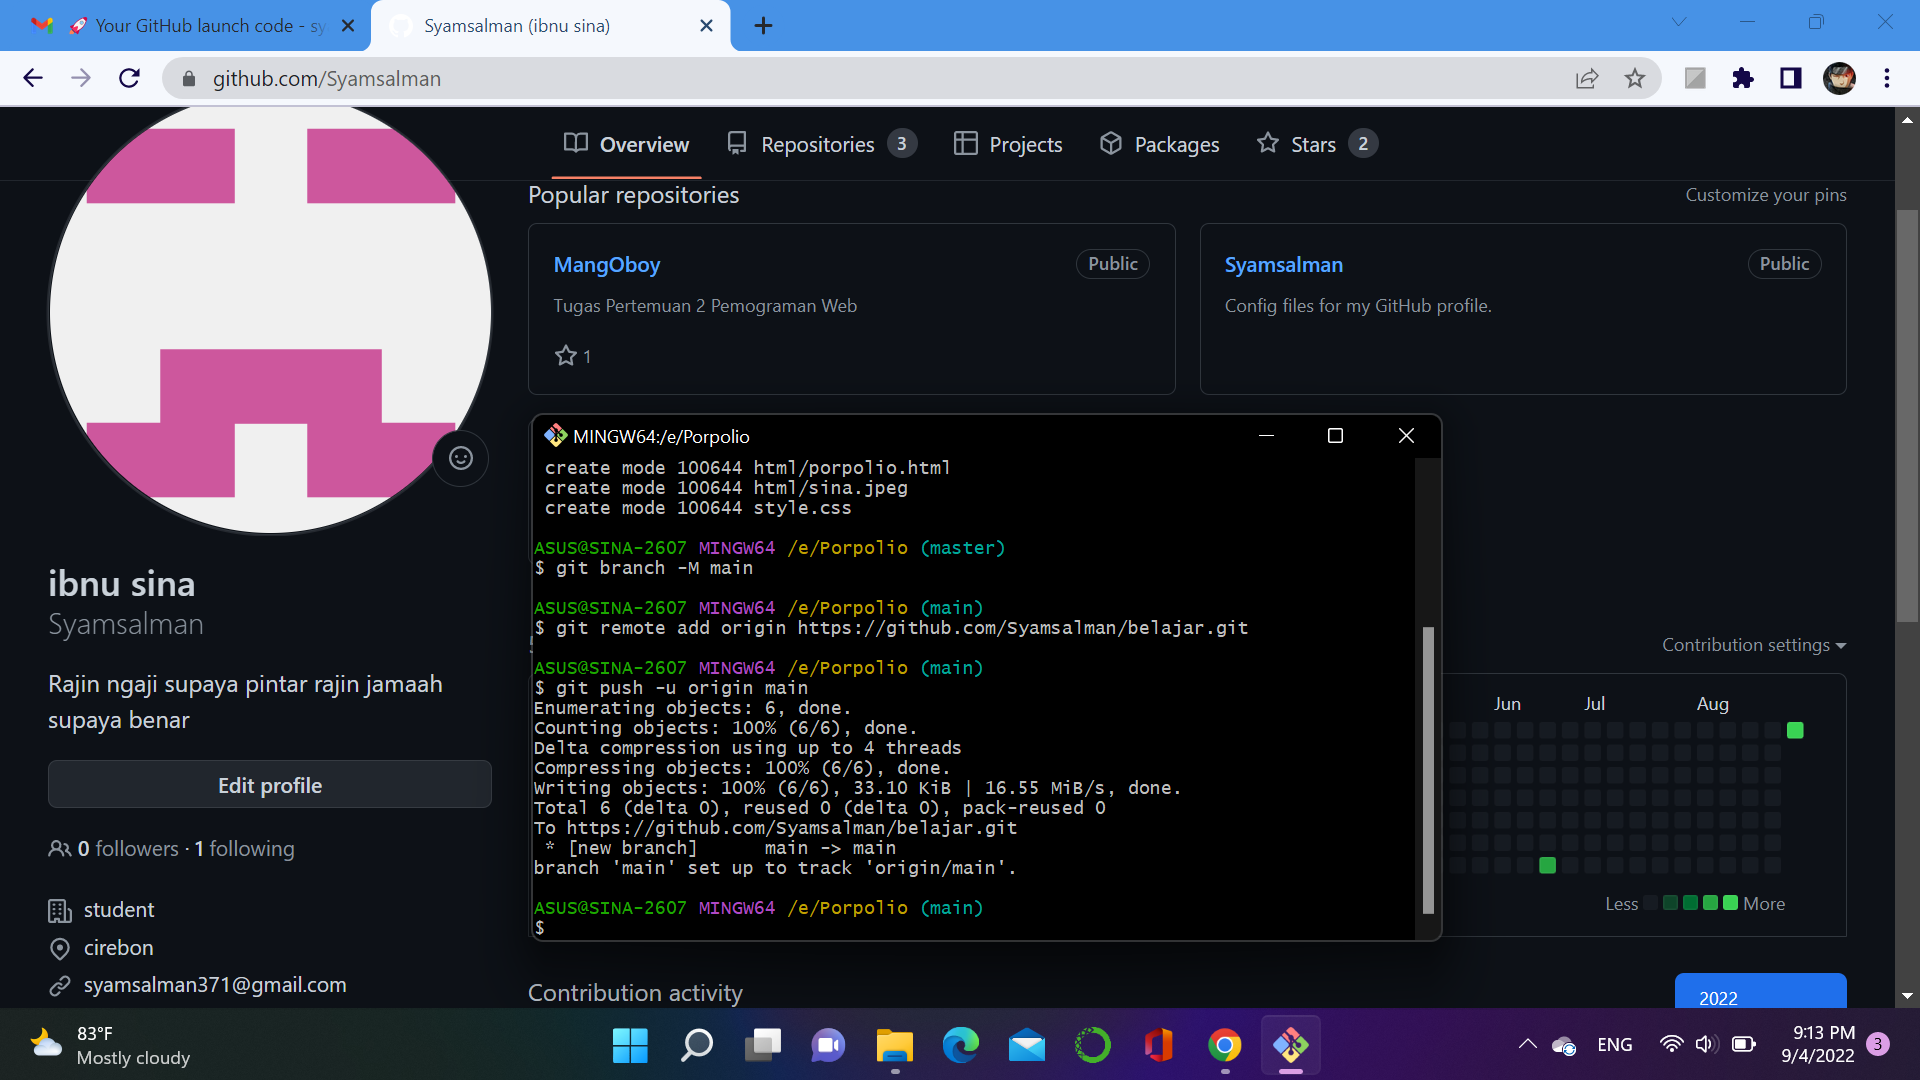 🚀 Your GitHub launch code - sy
Syamsalman (ibnu sina)
github.com/Syamsalman
Overview
Repositories 3
Projects
Packages
Stars 2
Popular repositories
Customize your pins
MangOboy
Public
Tugas Pertemuan 2 Pemograman Web
1
Syamsalman
Public
Config files for my GitHub profile.
ibnu sina
Syamsalman
Rajin ngaji supaya pintar rajin jamaah
supaya benar
Edit profile
0 followers · 1 following
student
cirebon
syamsalman371@gmail.com
MINGW64:/e/Porpolio
create mode 100644 html/porpolio.html
create mode 100644 html/sina.jpeg
create mode 100644 style.css
ASUS@SINA-2607 MINGW64 /e/Porpolio (master)
$ git branch -M main
ASUS@SINA-2607 MINGW64 /e/Porpolio (main)
$ git remote add origin https://github.com/Syamsalman/belajar.git
ASUS@SINA-2607 MINGW64 /e/Porpolio (main)
$ git push -u origin main
Enumerating objects: 6, done.
Counting objects: 100% (6/6), done.
Delta compression using up to 4 threads
Compressing objects: 100% (6/6), done.
Writing objects: 100% (6/6), 33.10 KiB | 16.55 MiB/s, done.
Total 6 (delta 0), reused 0 (delta 0), pack-reused 0
To https://github.com/Syamsalman/belajar.git
* [new branch]      main -> main
branch 'main' set up to track 'origin/main'.
ASUS@SINA-2607 MINGW64 /e/Porpolio (main)
$
Contribution settings
Jun Jul Aug
Less More
Contribution activity
2022
83°F
Mostly cloudy
ENG
9:13 PM
9/4/2022
3